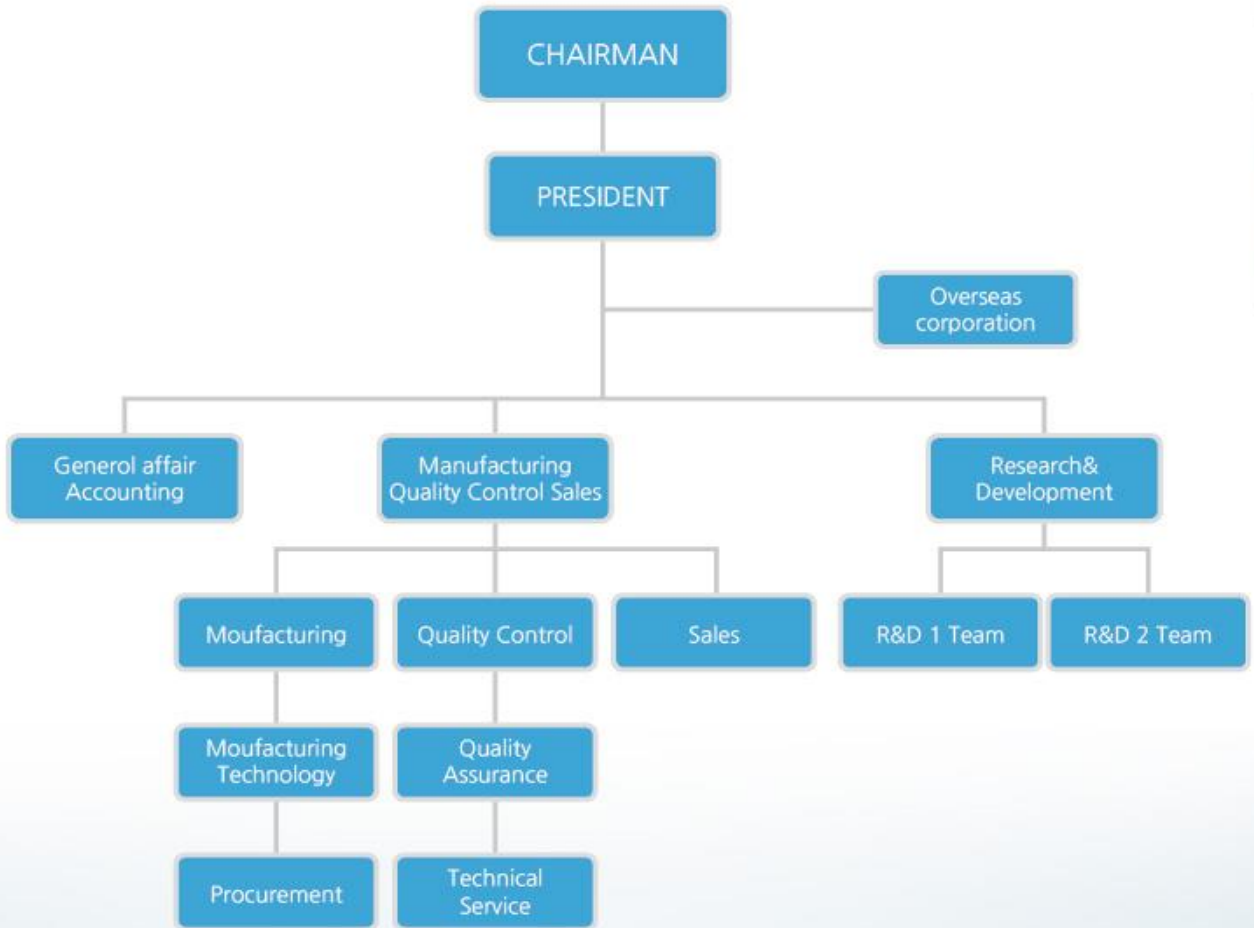 CHAIRMAN
PRESIDENT
Overseas
corporation
Generol affair
Accounting
Manufacturing
Quality Control Sales
Research&
Development
Moufacturing
Quality Control
Sales
R&D 1 Team
R&D 2 Team
Moufacturing
Technology
Quality
Assurance
Procurement
Technical
Service